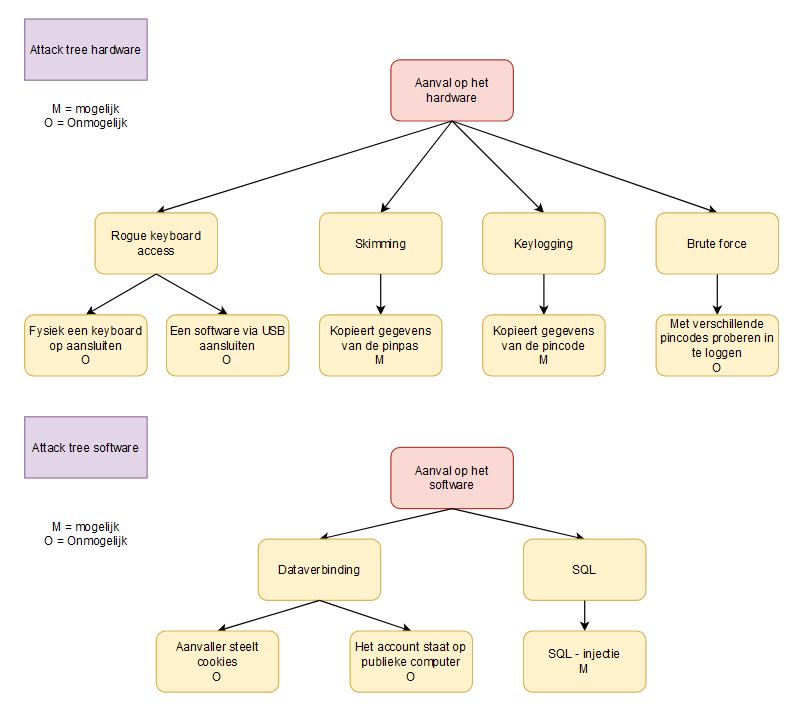 Attack tree hardware
M = mogelijk
O = Onmogelijk
Aanval op het
hardware
Rogue keyboard
access
Skimming
Keylogging
Brute force
Fysiek een keyboard
op aansluiten
O
Een software via USB
aansluiten
O
Kopieert gegevens
van de pinpas
M
Kopieert gegevens
van de pincode
M
Met verschillende
pincodes proberen in
te loggen
O
Attack tree software
M = mogelijk
O = Onmogelijk
Aanval op het
software
Dataverbinding
SQL
Aanvaller steelt
cookies
O
Het account staat op
publieke computer
O
SQL - injectie
M